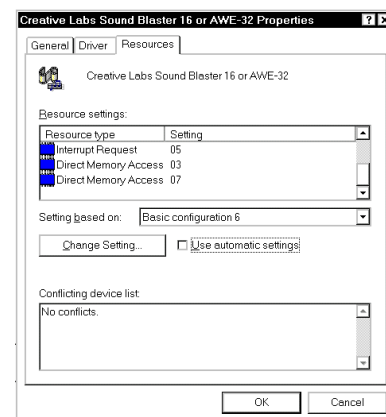 Creative Labs Sound Blaster 16 or AWE-32 Properties
General Driver Resources
Creative Labs Sound Blaster 16 or AWE-32
Resource settings:
Resource type Setting
Interrupt Request 05
Direct Memory Access 03
Direct Memory Access 07
Setting based on: Basic configuration 6
Change Setting... Use automatic settings
Conflicting device list:
No conflicts.
OK Cancel